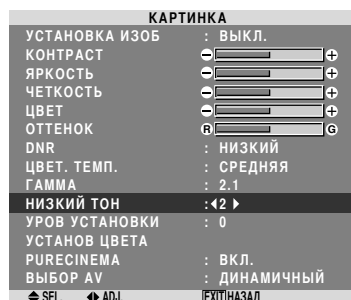 КАРТИНКА
УСТАНОВКА ИЗОБ : ВЫКЛ.
КОНТРАСТ
ЯРКОСТЬ
ЧЕТКОСТЬ
ЦВЕТ
ОТТЕНОК R G
DNR : НИЗКИЙ
ЦВЕТ. ТЕМП. : СРЕДНЯЯ
ГАММА : 2.1
НИЗКИЙ ТОН :◀2 ▶
УРОВ УСТАНОВКИ : 0
УСТАНОВ ЦВЕТА
PURECINEMA : ВКЛ.
ВЫБОР AV : ДИНАМИЧНЫЙ
SEL. ADJ. EXIT НАЗАД